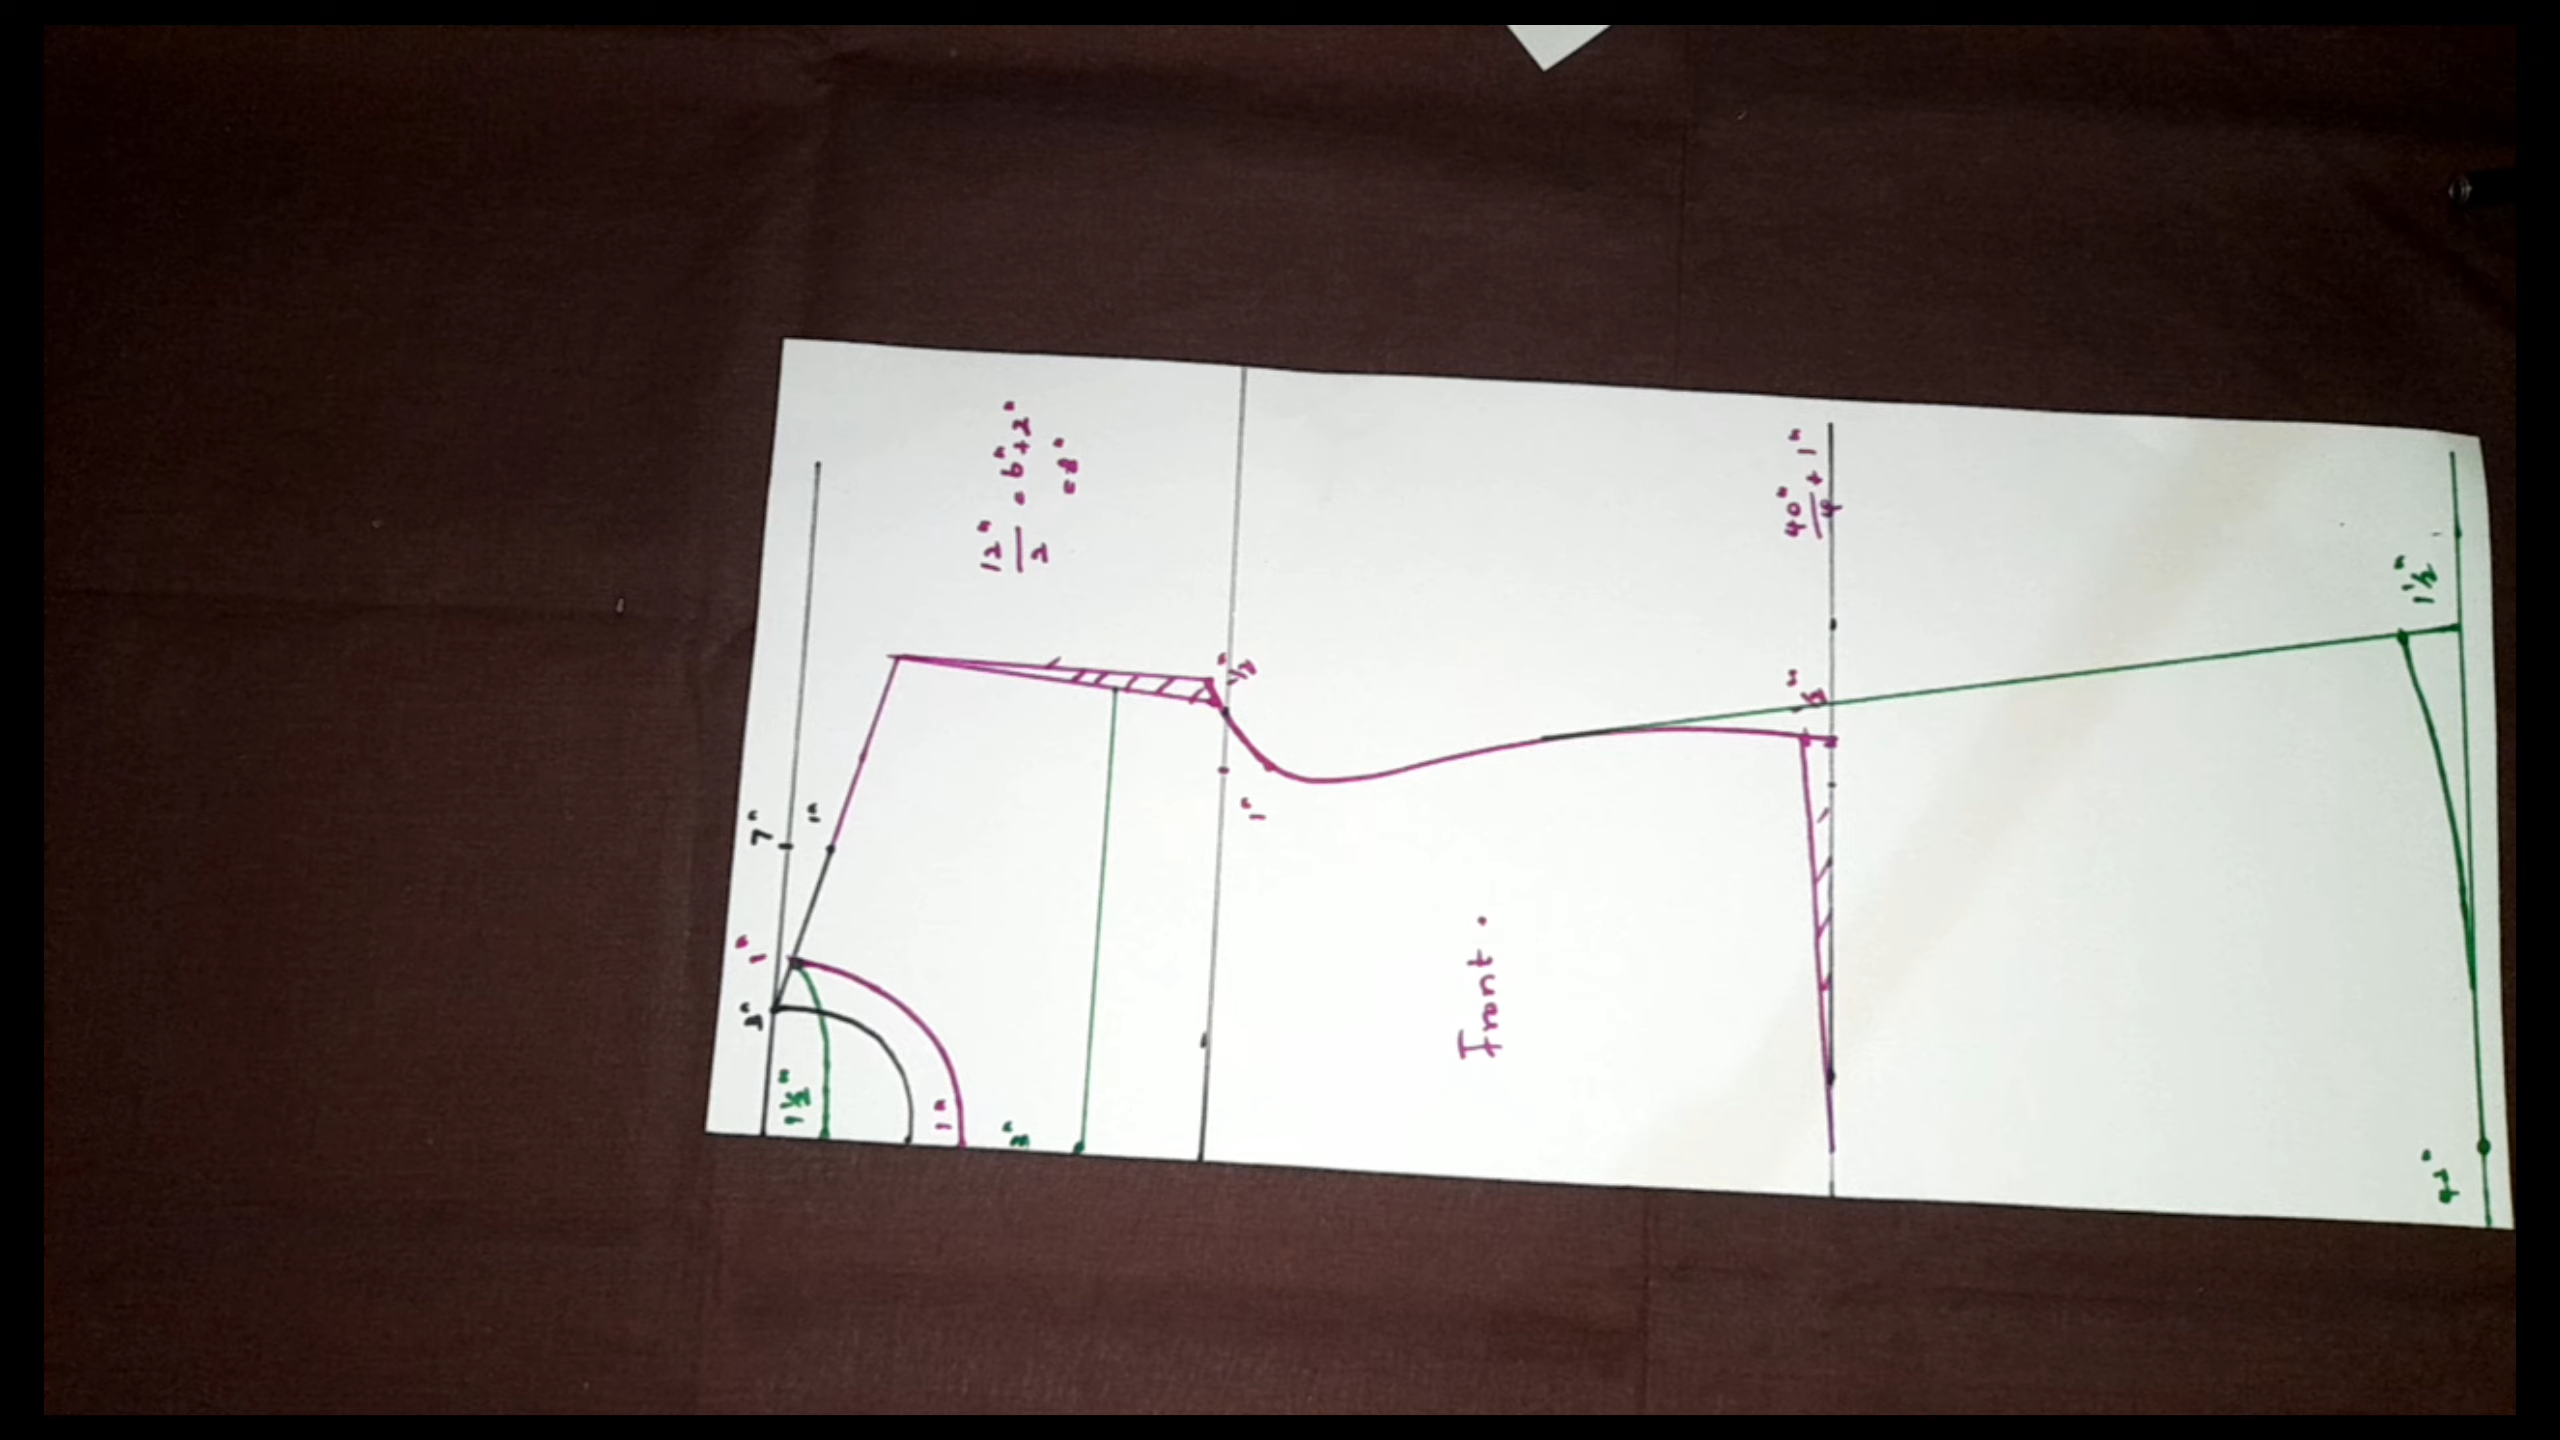 3" 1" 7"
1½" 1"
12"/2 = 6"+2"
= 8"
1"
3"
1" ½"
Front.
½" 40"/4 + 1"
4" 1½"